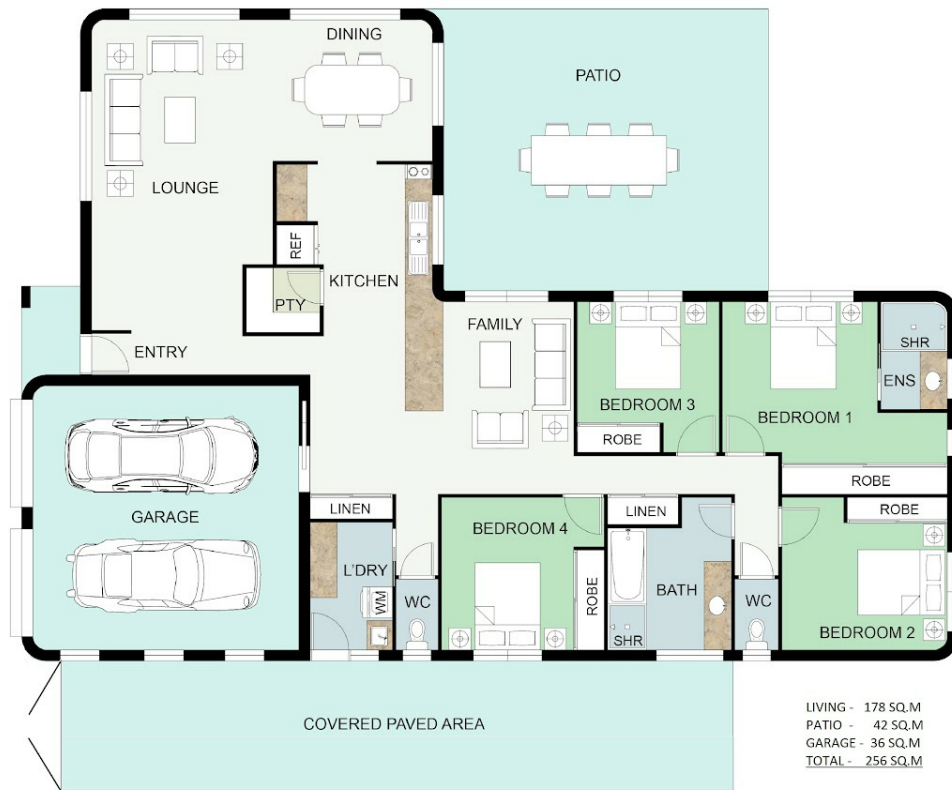 DINING
PATIO
LOUNGE
REF
KITCHEN
PTY
FAMILY
ENTRY
SHR
ENS
BEDROOM 3
BEDROOM 1
ROBE
ROBE
GARAGE
LINEN
BEDROOM 4
LINEN
ROBE
L'DRY
WM
WC
ROBE
BATH
WC
SHR
BEDROOM 2
COVERED PAVED AREA
LIVING - 178 SQ.M
PATIO - 42 SQ.M
GARAGE - 36 SQ.M
TOTAL - 256 SQ.M